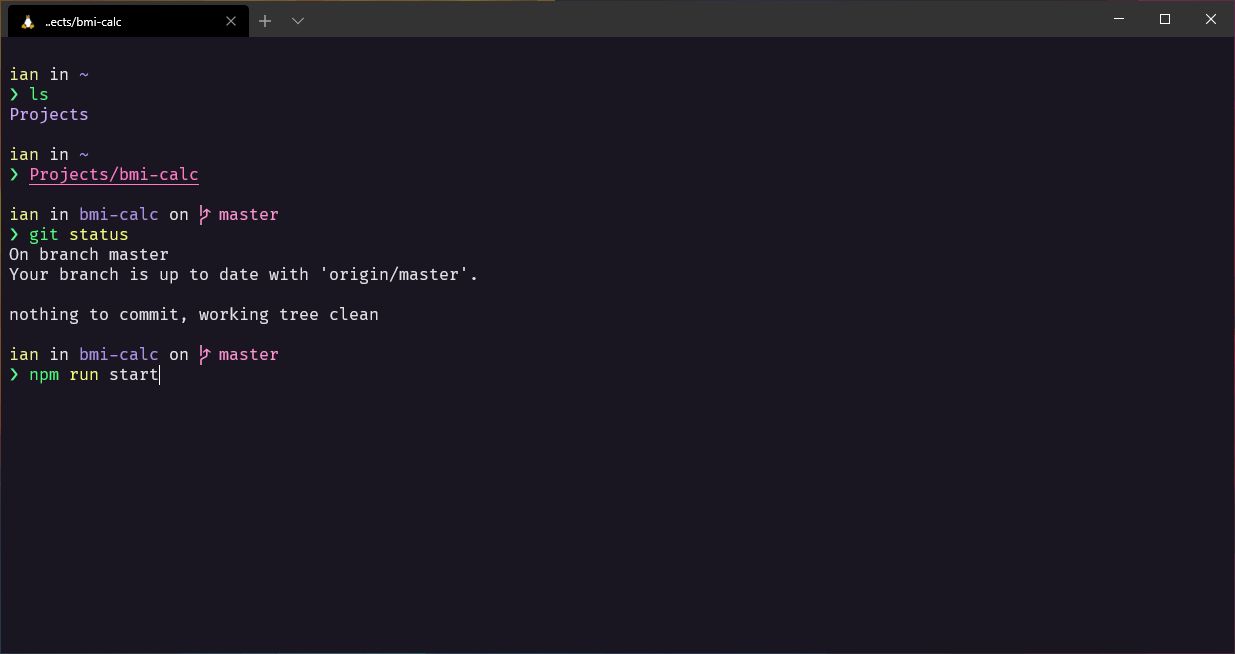 ..ects/bmi-calc
ian in ~
❯ ls
Projects
ian in ~
❯ Projects/bmi-calc
ian in bmi-calc on master
❯ git status
On branch master
Your branch is up to date with 'origin/master'.
nothing to commit, working tree clean
ian in bmi-calc on master
❯ npm run start